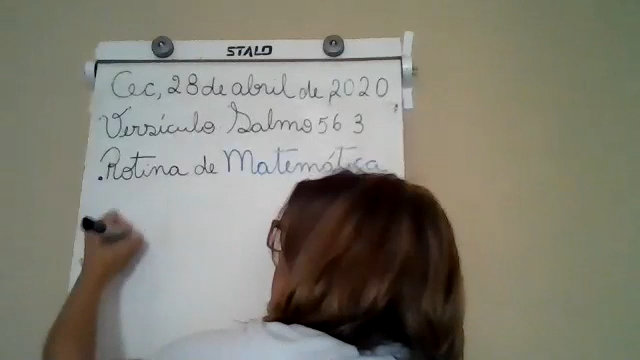 STALO
Cec, 28 de abril de 2020
Versículo Salmo 56 3
.Rotina de Matemática